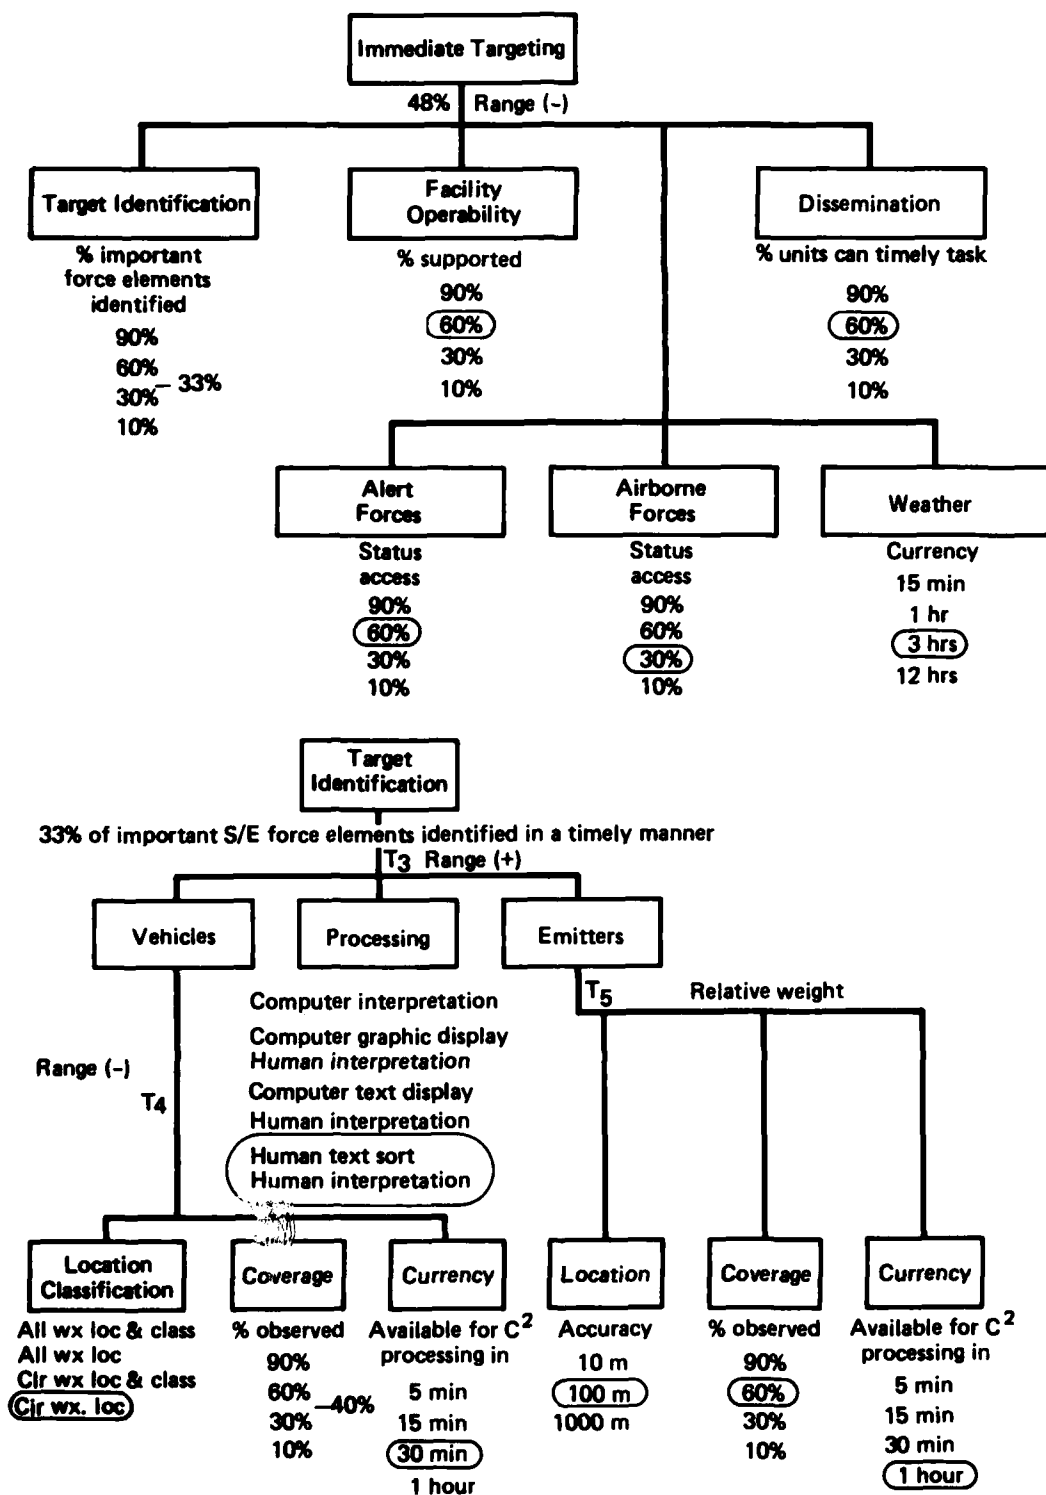 Immediate Targeting
48% Range (-)
Target Identification
% important
force elements
identified
90%
60%
30%
10%
– 33%
Facility
Operability
% supported
90%
60%
30%
10%
Dissemination
% units can timely task
90%
60%
30%
10%
Alert
Forces
Status
access
90%
60%
30%
10%
Airborne
Forces
Status
access
90%
60%
30%
10%
Weather
Currency
15 min
1 hr
3 hrs
12 hrs
Target
Identification
33% of important S/E force elements identified in a timely manner
T3 Range (+)
Vehicles
Processing
Emitters
Computer interpretation
Computer graphic display
Human interpretation
Computer text display
Human interpretation
Human text sort
Human interpretation
Range (-)
T4
T5
Relative weight
Location
Classification
All wx loc & class
All wx loc
Clr wx loc & class
Clr wx. loc
Coverage
% observed
90%
60%
30%
10%
–40%
Currency
Available for C²
processing in
5 min
15 min
30 min
1 hour
Location
Accuracy
10 m
100 m
1000 m
Coverage
% observed
90%
60%
30%
10%
Currency
Available for C²
processing in
5 min
15 min
30 min
1 hour